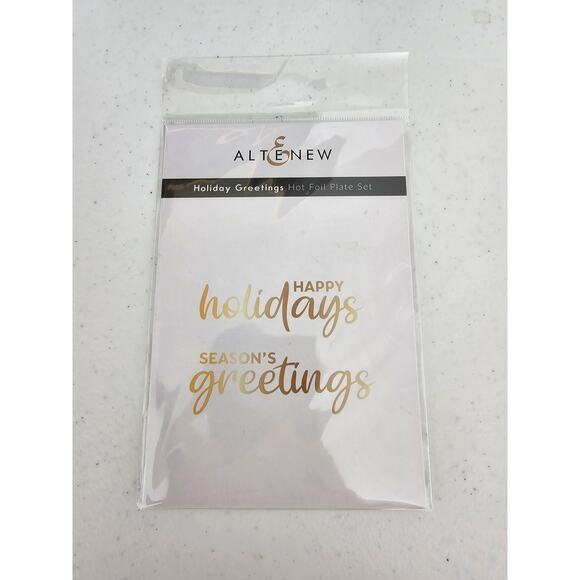 ALTENEW
Holiday Greetings Hot Foil Plate Set
HAPPY
holidays
SEASON'S
greetings